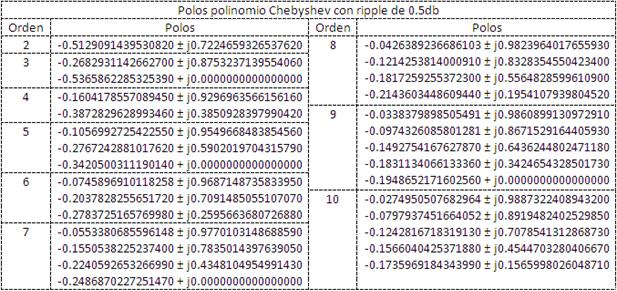 Polos polinomio Chebyshev con ripple de 0.5db
Orden Polos
2 -0.5129091439530820 ± j0.7224659326537620
3 -0.2682931142662700 ± j0.8753237139554060
-0.5365862285325390 + j0.0000000000000000
4 -0.1604178557089450 ± j0.9296963566156160
-0.3872829628993460 ± j0.3850928397990420
5 -0.1056992725422550 ± j0.9549668483854560
-0.2767242881017620 ± j0.5902019704315790
-0.3420500311190140 + j0.0000000000000000
6 -0.0745896910118258 ± j0.9687148735833950
-0.2037828255651720 ± j0.7091485055107070
-0.2783725165769980 ± j0.2595663680726880
7 -0.0553380685596148 ± j0.9770103148688590
-0.1550538225237400 ± j0.7835014397639050
-0.2240592653266990 ± j0.4348104954991430
-0.2486870227251470 + j0.0000000000000000
Orden Polos
8 -0.0426389236686103 ± j0.9823964017655930
-0.1214253814000910 ± j0.8328354550423400
-0.1817259255372300 ± j0.5564828599610900
-0.2143603448609440 ± j0.1954107939804520
9 -0.0338379898505491 ± j0.9860899130972910
-0.0974326085801281 ± j0.8671529164405930
-0.1492754167627870 ± j0.6436244802471180
-0.1831134066133360 ± j0.3424654328501730
-0.1948652171602560 + j0.0000000000000000
10 -0.0274950507682964 ± j0.9887322408943200
-0.0797937451664052 ± j0.8919482402529850
-0.1242816718319130 ± j0.7078541312868730
-0.1566040425371880 ± j0.4544703280406670
-0.1735969184343990 ± j0.1565998026048710